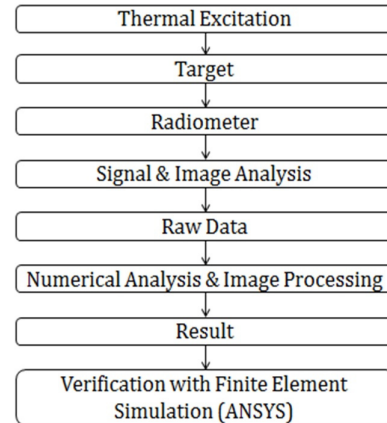 Thermal Excitation
Target
Radiometer
Signal & Image Analysis
Raw Data
Numerical Analysis & Image Processing
Result
Verification with Finite Element
Simulation (ANSYS)